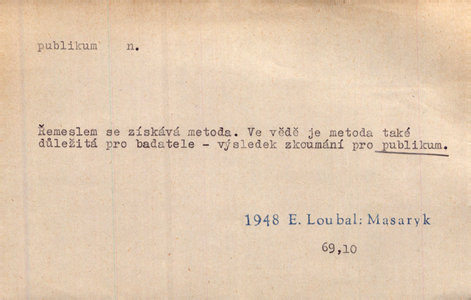 publikum n.
Řemeslem se získává metoda. Ve vědě je metoda také
důležitá pro badatele - výsledek zkoumání pro publikum.
1948 E. Loubal: Masaryk
69,10